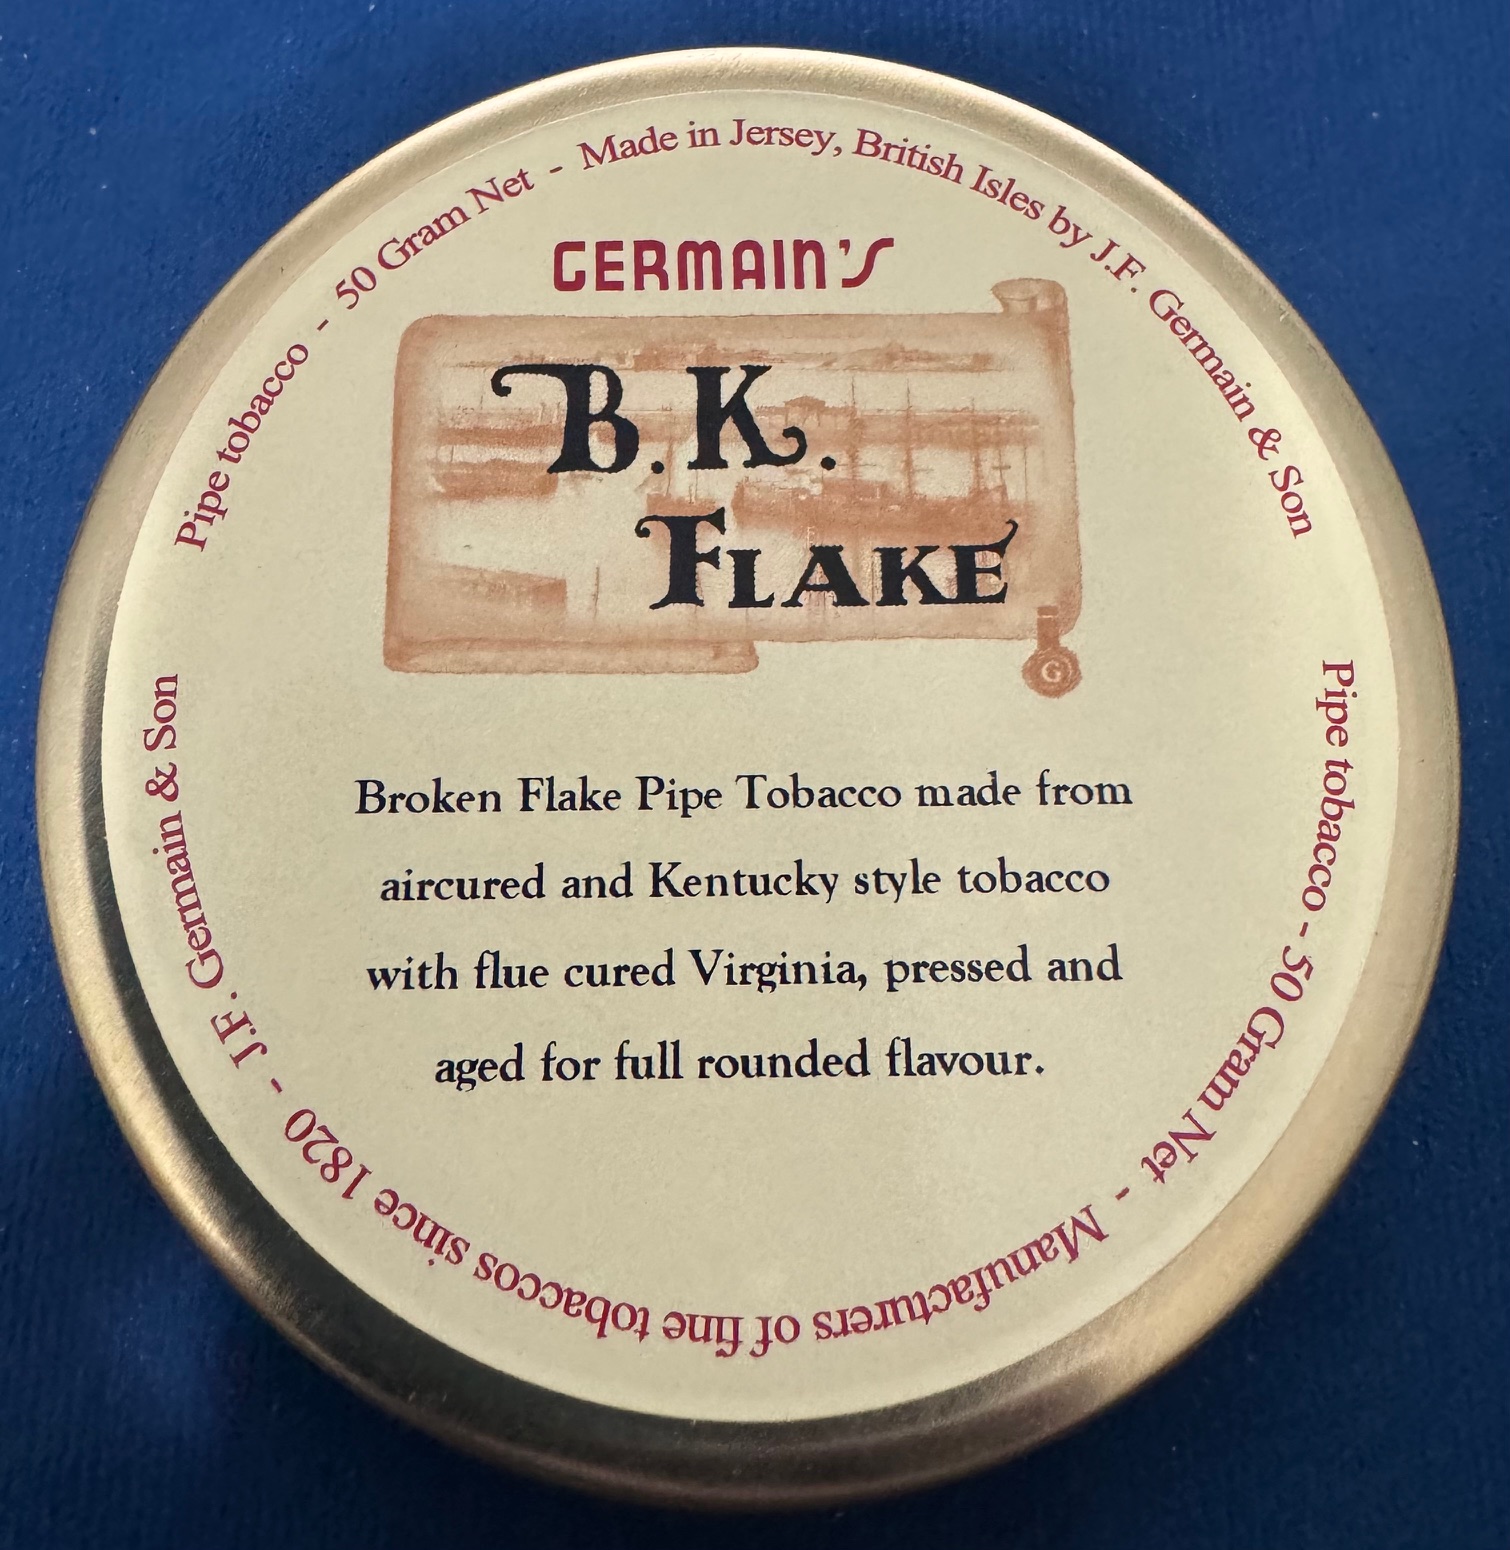 Pipe tobacco - 50 Gram Net - Made in Jersey, British Isles by J.F. Germain & Son
GERMAIN'S
B.K.
FLAKE
G
Broken Flake Pipe Tobacco made from
aircured and Kentucky style tobacco
with flue cured Virginia, pressed and
aged for full rounded flavour.
Pipe tobacco - 50 Gram Net - Manufacturers of fine tobaccos since 1820 - J.F. Germain & Son